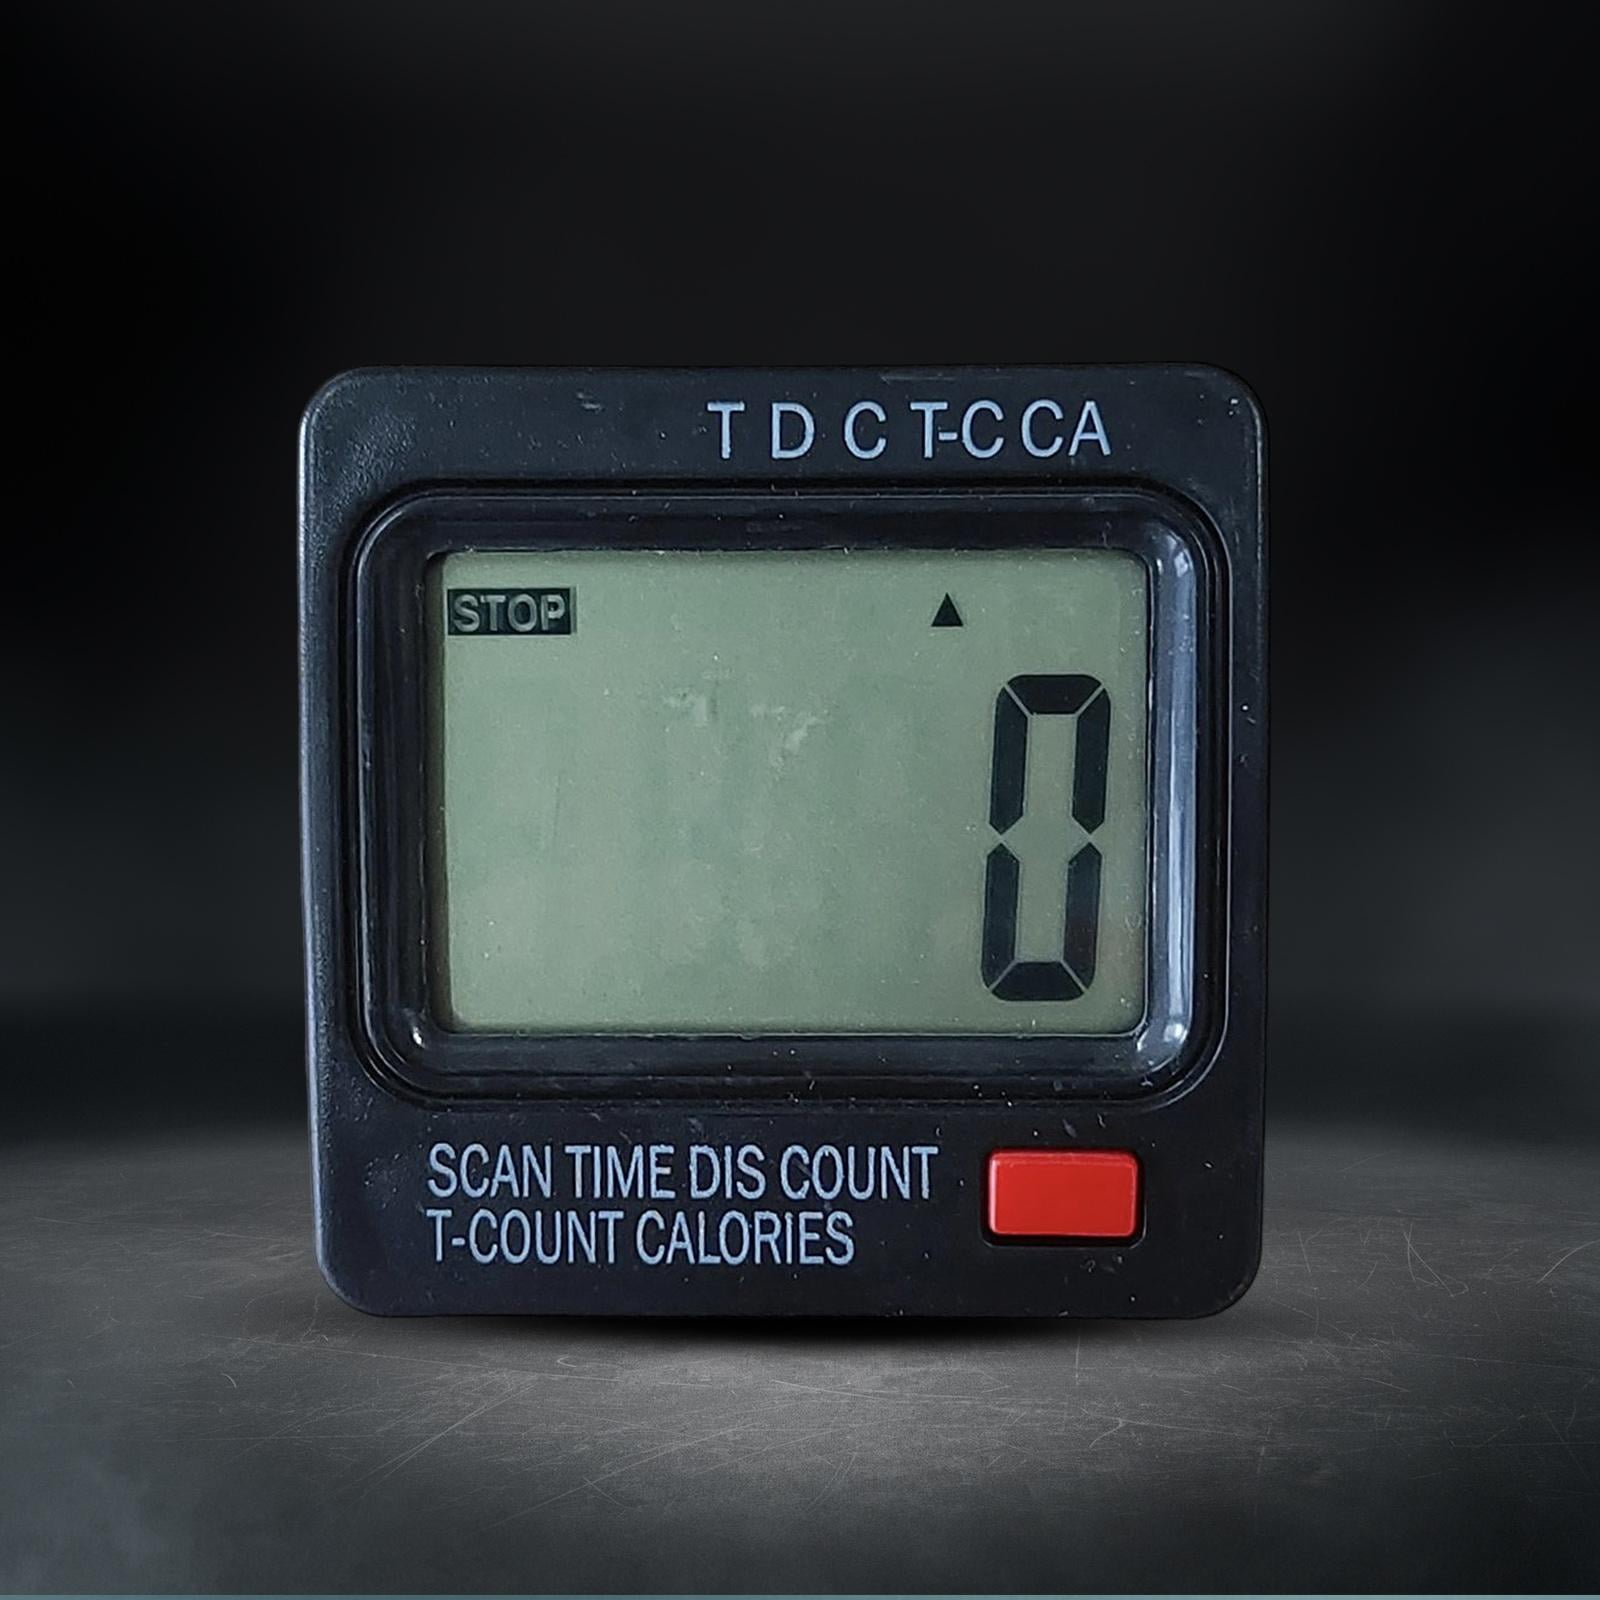 T D C T-C CA
STOP
0
SCAN TIME DIS COUNT
T-COUNT CALORIES